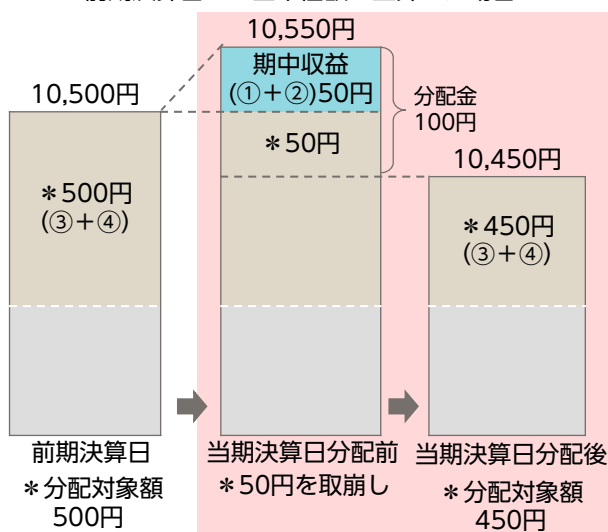 10,550円
期中収益
(①+②)50円
分配金
100円
10,500円
*50円
10,450円
*500円
(③+④)
*450円
(③+④)
前期決算日
当期決算日分配前
当期決算日分配後
*分配対象額
500円
*50円を取崩し
*分配対象額
450円